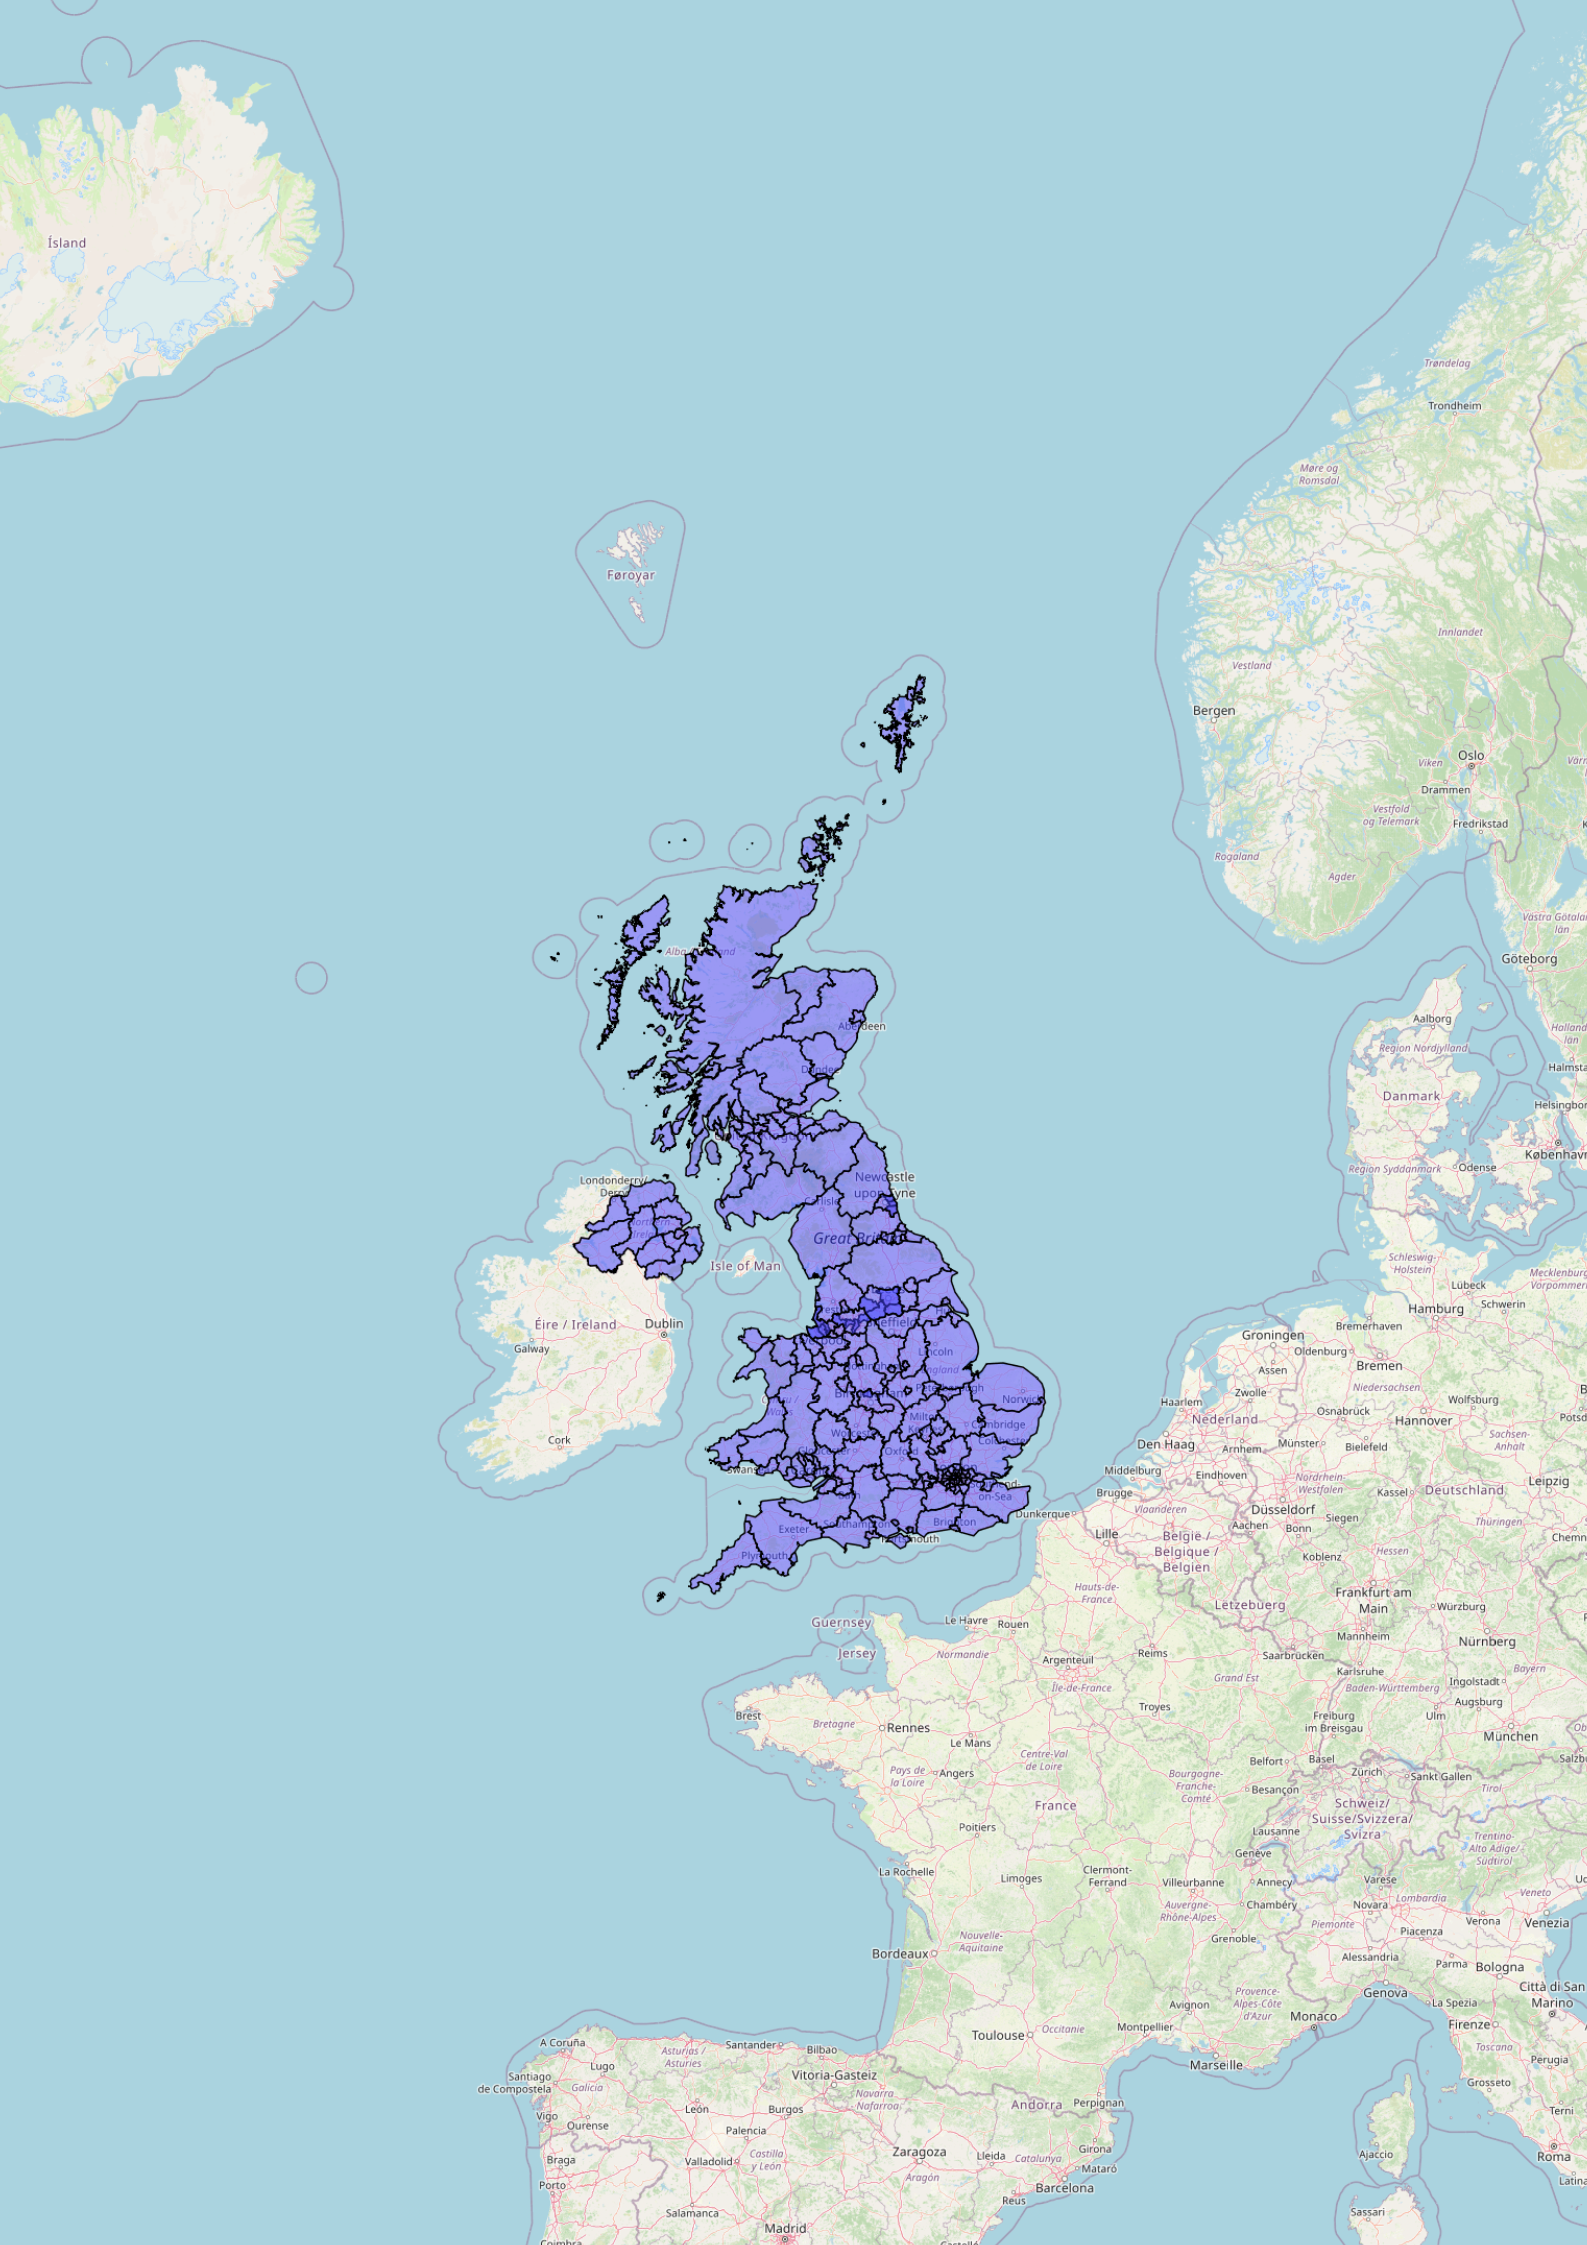 Ísland
Trøndelag
Trondheim
Møre og
Romsdal
Føroyar
Innlandet
Vestland
Bergen
Oslo
Viken
Drammen
Vestfold
og Telemark
Fredrikstad
Rogaland
Agder
Västra Götala
län
Göteborg
Aberdeen
Aalborg
Halland
län
Region Nordjylland
Dundee
Halmsta
Danmark
Helsingbor
København
Region Syddanmark
Odense
Londonderry/
Derry
Newcastle
upon Tyne
Carlisle
Great Britain
Isle of Man
Schleswig-
Holstein
Mecklenburg
Vorpommern
Lübeck
Schwerin
Hamburg
Bremerhaven
Groningen
Oldenburg
Bremen
Assen
Éire / Ireland
Dublin
Galway
Sheffield
Lincoln
Peterborough
Norwich
Birmingham
Zwolle
Haarlem
Nederland
Niedersachsen
Wolfsburg
Hannover
Osnabrück
Potsd
Den Haag
Arnhem
Münster
Bielefeld
Sachsen-
Anhalt
Cork
Worcester
Cambridge
Colchester
Gloucester
Oxford
Swansea
Middelburg
Eindhoven
Nordrhein-
Westfalen
Kassel
Leipzig
Deutschland
Brugge
Vlaanderen
Düsseldorf
Southend-
on-Sea
Dunkerque
Thüringen
Exeter
Southampton
Brighton
Portsmouth
Lille
België /
Belgique /
Belgien
Aachen
Bonn
Siegen
Chemn
Plymouth
Koblenz
Hessen
Hauts-de-
France
Frankfurt am
Main
Lëtzebuerg
Würzburg
Guernsey
Le Havre
Rouen
Mannheim
Nürnberg
Jersey
Normandie
Reims
Saarbrücken
Argenteuil
Karlsruhe
Bayern
Île-de-France
Grand Est
Baden-Württemberg
Ingolstadt
Brest
Bretagne
Rennes
Troyes
Freiburg
im Breisgau
Ulm
Augsburg
München
Le Mans
Centre-Val
de Loire
Belfort
Basel
Pays de
la Loire
Angers
Bourgogne-
Franche-
Comté
Besançon
Zürich
Sankt Gallen
Tirol
Salzb
France
Schweiz/
Suisse/Svizzera/
Svizra
Poitiers
Lausanne
Genève
Trentino-
Alto Adige/
Südtirol
La Rochelle
Limoges
Clermont-
Ferrand
Villeurbanne
Annecy
Varese
Chambéry
Novara
Lombardia
Veneto
Auvergne-
Rhône-Alpes
Piemonte
Verona
Venezia
Grenoble
Piacenza
Bordeaux
Nouvelle-
Aquitaine
Alessandria
Parma
Bologna
Provence-
Alpes-Côte
d'Azur
Genova
Città di San
Marino
Avignon
Monaco
La Spezia
Firenze
Toulouse
Occitanie
Montpellier
Toscana
A Coruña
Santander
Bilbao
Marseille
Perugia
Lugo
Asturias /
Asturies
Vitoria-Gasteiz
Santiago
de Compostela
Galicia
Navarra
Nafarroa
Andorra
Perpignan
Grosseto
Vigo
Ourense
León
Burgos
Terni
Palencia
Zaragoza
Lleida
Catalunya
Girona
Ajaccio
Roma
Braga
Valladolid
Castilla
y León
Aragón
Mataró
Porto
Barcelona
Latina
Salamanca
Reus
Sassari
Madrid
Coimbra